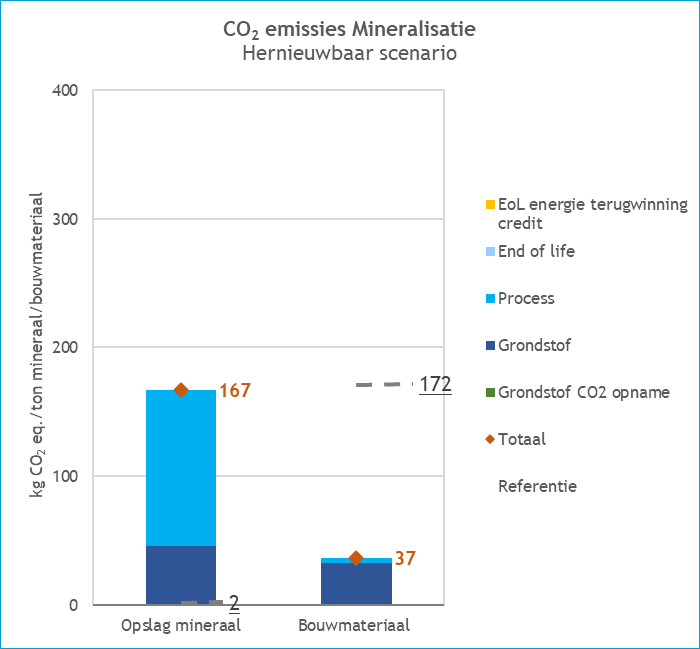 CO₂ emissies Mineralisatie
Hernieuwbaar scenario
kg CO₂ eq./ton mineraal/bouwmateriaal
400
300
200
100
0
167
2
172
37
Opslag mineraal
Bouwmateriaal
EoL energie terugwinning
credit
End of life
Process
Grondstof
Grondstof CO2 opname
Totaal
Referentie